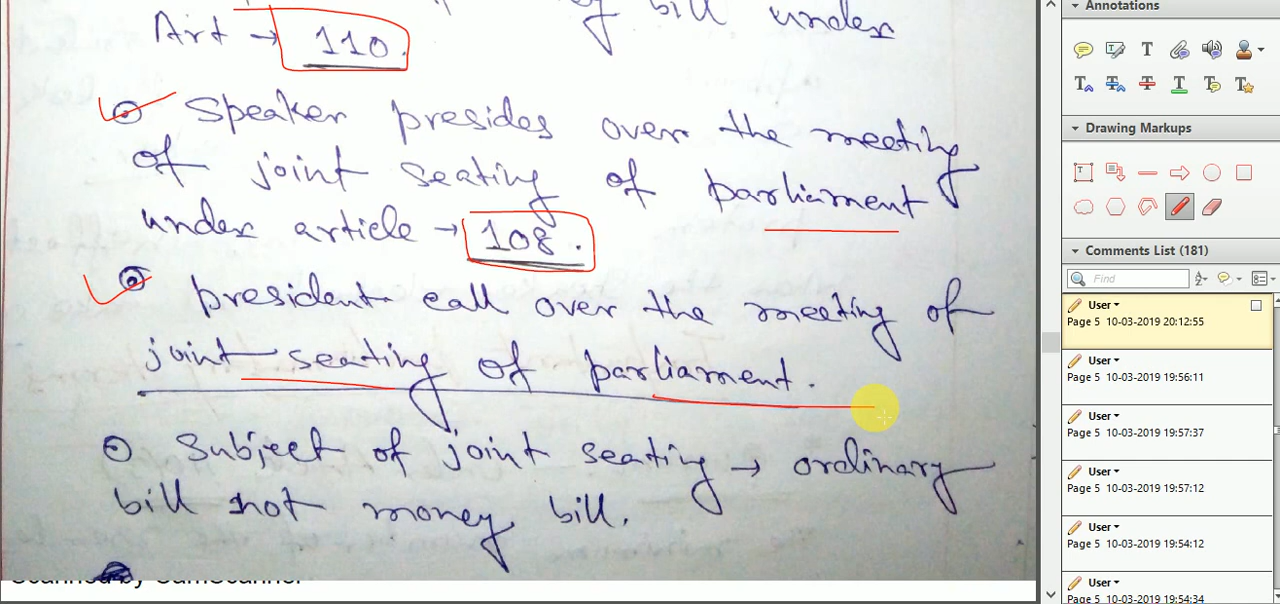 bill under
Art → 110.
Speaker presides over the meeting
of joint seating of parliament
under article → 108.
president call over the meeting of
joint seating of parliament.
Subject of joint seating → ordinary
bill not money bill.
Scanned by CamScanner
Annotations
Drawing Markups
Comments List (181)
Find
User
Page 5 10-03-2019 20:12:55
User
Page 5 10-03-2019 19:56:11
User
Page 5 10-03-2019 19:57:37
User
Page 5 10-03-2019 19:57:12
User
Page 5 10-03-2019 19:54:12
User
Page 5 10-03-2019 19:54:34